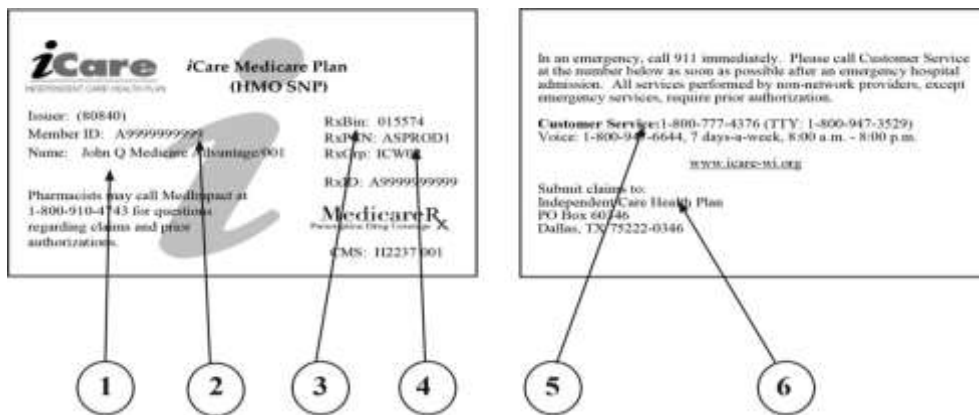 iCare
INDEPENDENT CARE HEALTH PLAN
iCare Medicare Plan
(HMO SNP)
Issuer: (80840)
Member ID: A9999999999
Name: John Q Medicare Advantage/001
Pharmacists may call MedImpact at
1-800-910-4743 for questions
regarding claims and prior
authorizations.
RxBin: 015574
RxPCN: ASPROD1
RxGrp:
RxID: A9999999999
MedicareRx
Prescription Drug Coverage
CMS: H2237 001
In an emergency, call 911 immediately. Please call Customer Service
at the number below as soon as possible after an emergency hospital
admission. All services performed by non-network providers, except
emergency services, require prior authorization.
Customer Service:1-800-777-4376 (TTY: 1-800-947-3529)
Voice: 7 days-a-week, 8:00 a.m. - 8:00 p.m.
www.icare-wi.org
Submit claims to:
Independent Care Health Plan
PO Box 60346
Dallas, TX 75222-0346
1
2
3
4
5
6